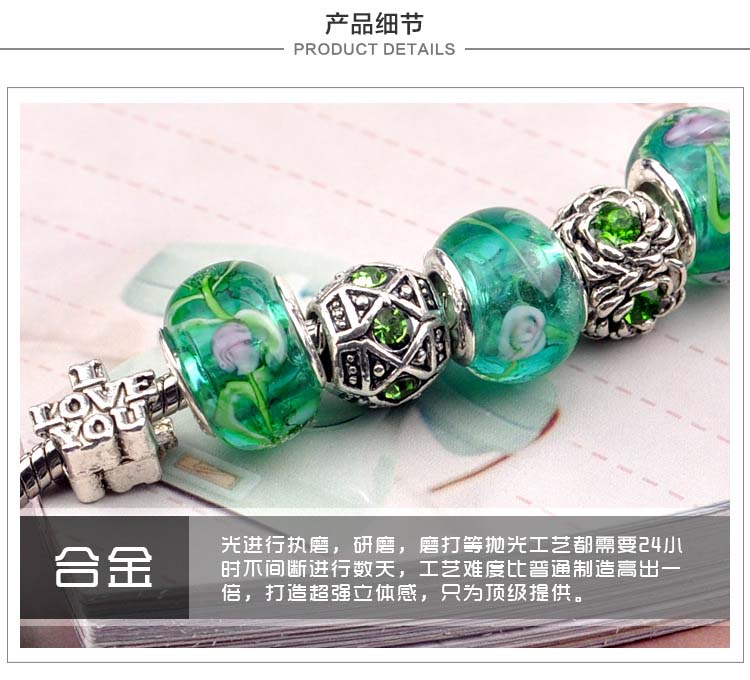 产品细节
PRODUCT DETAILS
I
LOVE
YOU
合金
光进行执磨，研磨，磨打等抛光工艺都需要24小
时不间断进行数天，工艺难度比普通制造高出一
倍，打造超强立体感，只为顶级提供。